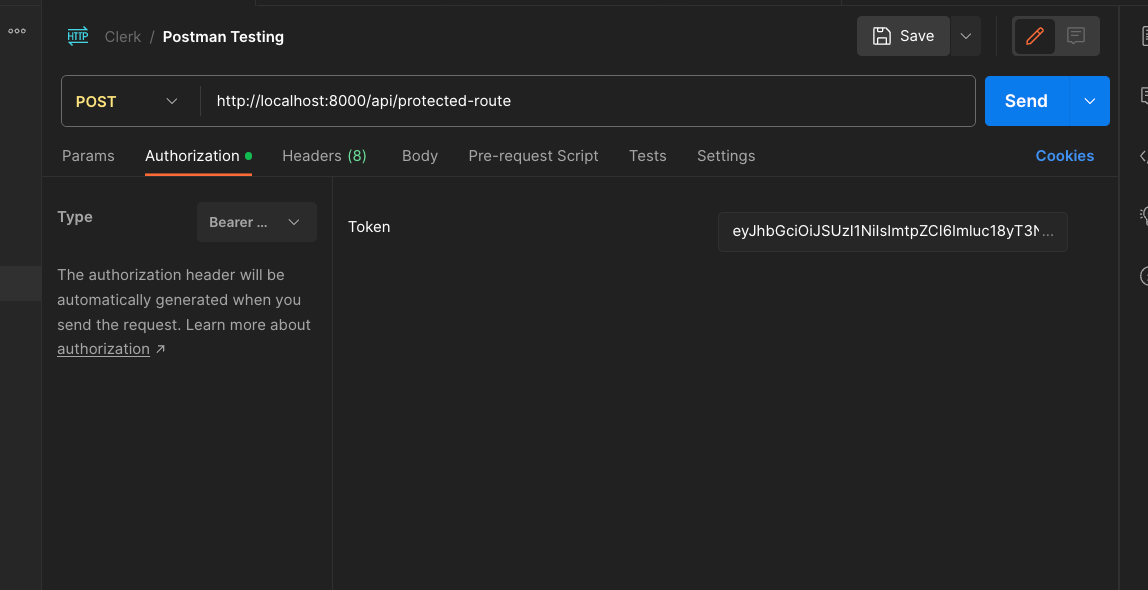 HTTP Clerk / Postman Testing Save
POST http://localhost:8000/api/protected-route Send
Params Authorization Headers (8) Body Pre-request Script Tests Settings Cookies
Type Bearer ...
Token eyJhbGciOiJSUzI1NiIsImtpZCI6Imluc18yT3N...
The authorization header will be
automatically generated when you
send the request. Learn more about
authorization ↗